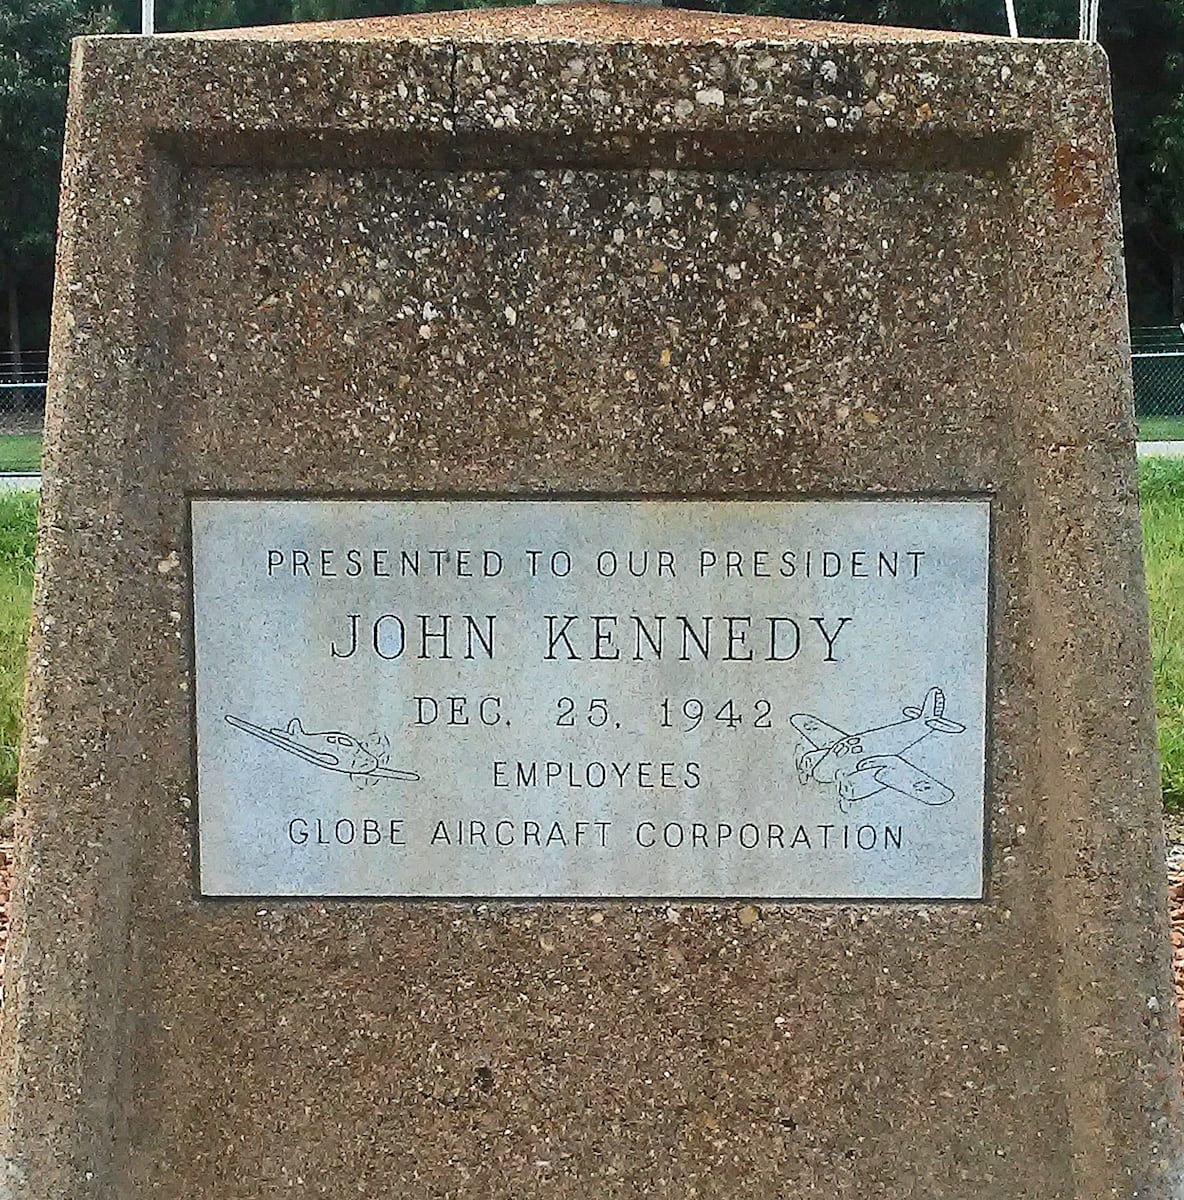 PRESENTED TO OUR PRESIDENT
JOHN KENNEDY
DEC. 25, 1942
EMPLOYEES
GLOBE AIRCRAFT CORPORATION